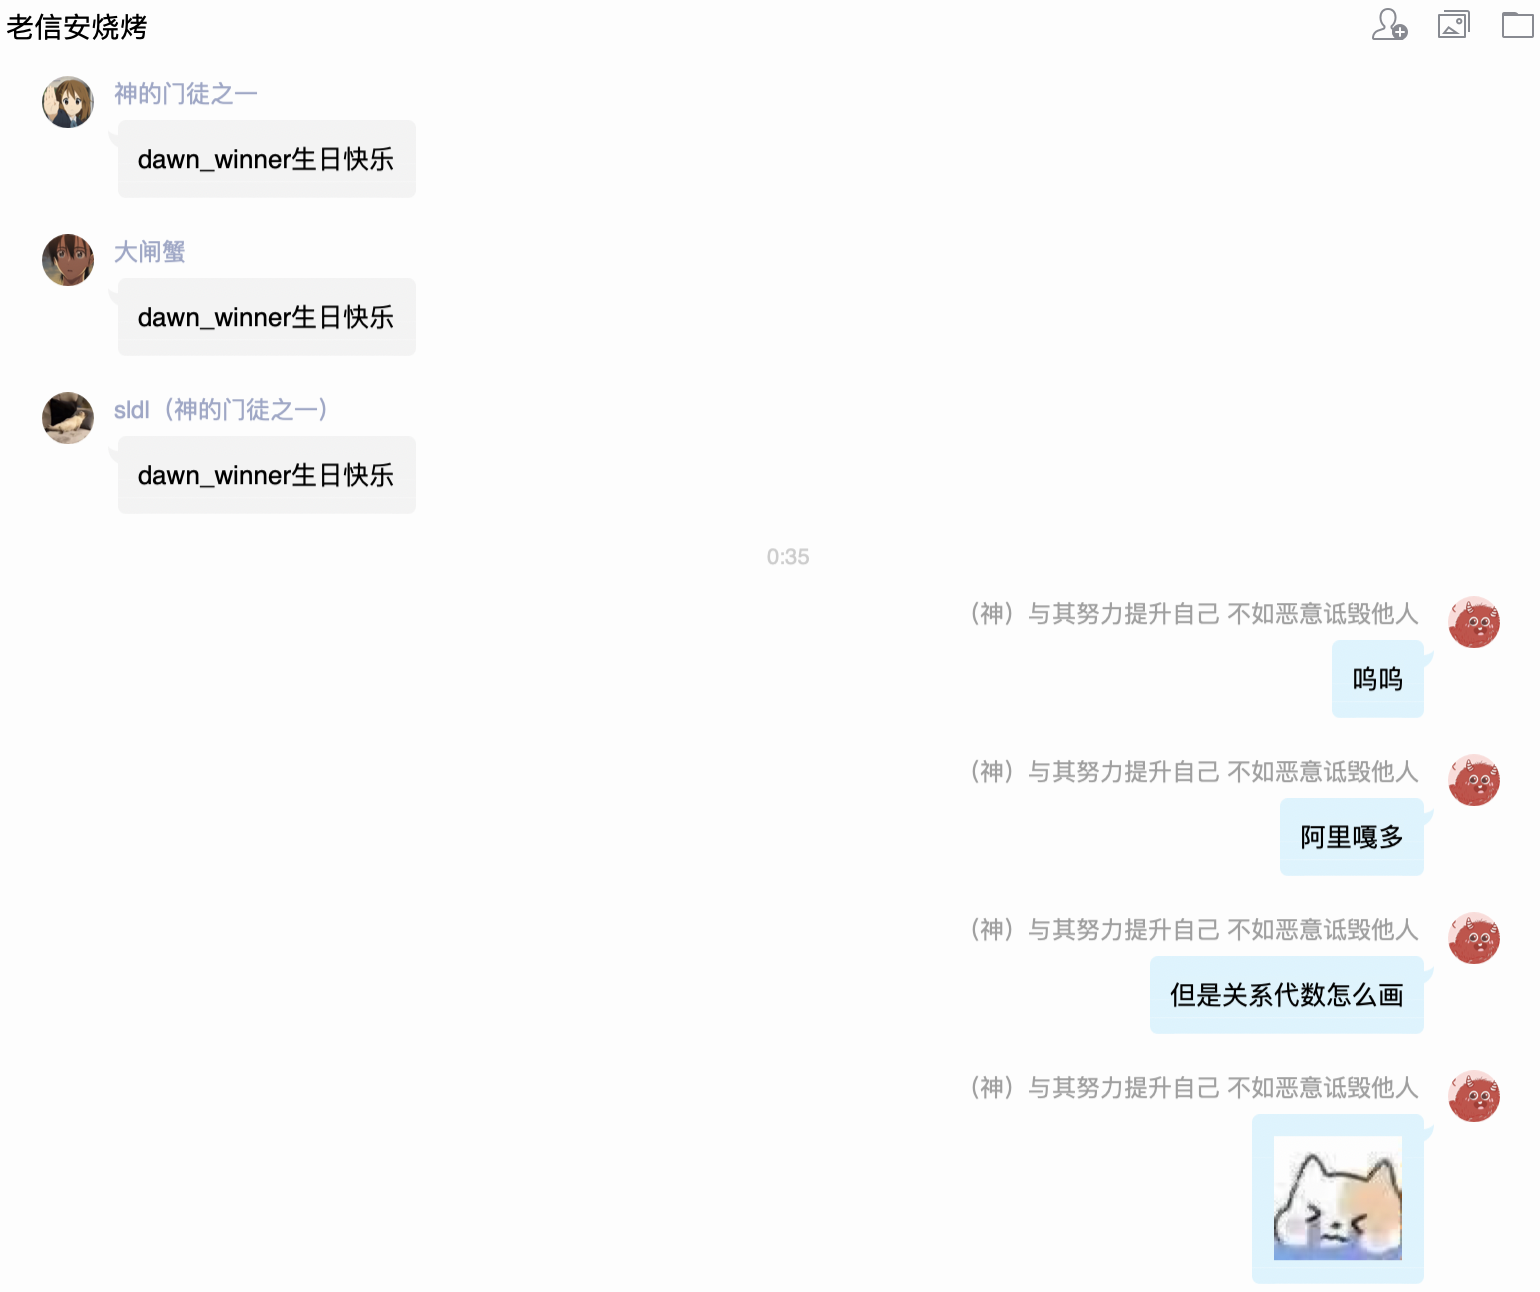 老信安烧烤
神的门徒之一
dawn_winner生日快乐
大闸蟹
dawn_winner生日快乐
sldl（神的门徒之一）
dawn_winner生日快乐
0:35
（神）与其努力提升自己 不如恶意诋毁他人
呜呜
（神）与其努力提升自己 不如恶意诋毁他人
阿里嘎多
（神）与其努力提升自己 不如恶意诋毁他人
但是关系代数怎么画
（神）与其努力提升自己 不如恶意诋毁他人